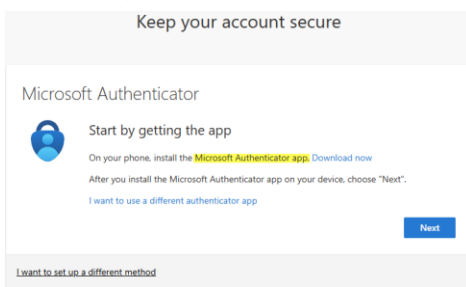 Keep your account secure
Microsoft Authenticator
Start by getting the app
On your phone, install the Microsoft Authenticator app. Download now
After you install the Microsoft Authenticator app on your device, choose "Next".
I want to use a different authenticator app
Next
I want to set up a different method